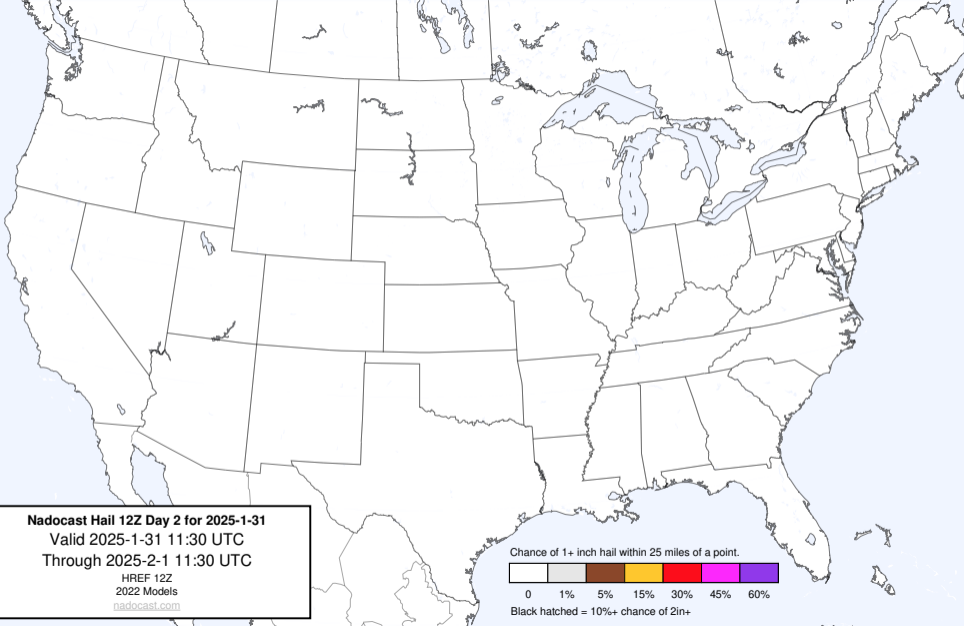 Nadocast Hail 12Z Day 2 for 2025-1-31
Valid 2025-1-31 11:30 UTC
Through 2025-2-1 11:30 UTC
HREF 12Z
2022 Models
nadocast.com
Chance of 1+ inch hail within 25 miles of a point.
0 1% 5% 15% 30% 45% 60%
Black hatched = 10%+ chance of 2in+